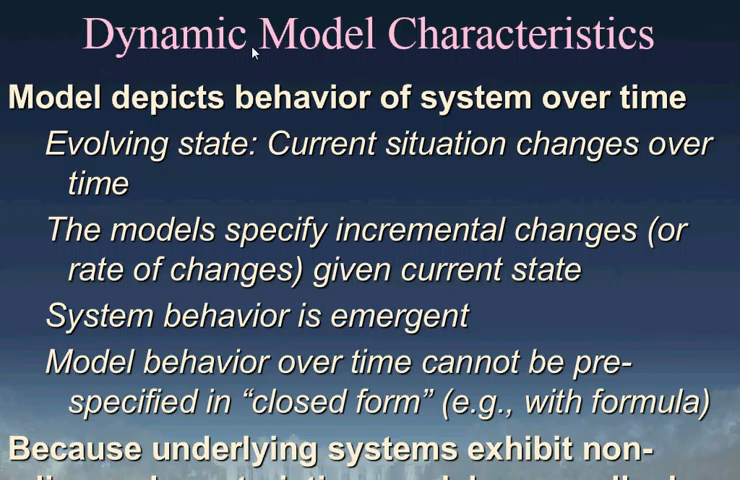 Dynamic Model Characteristics
Model depicts behavior of system over time
Evolving state: Current situation changes over
time
The models specify incremental changes (or
rate of changes) given current state
System behavior is emergent
Model behavior over time cannot be pre-
specified in “closed form” (e.g., with formula)
Because underlying systems exhibit non-